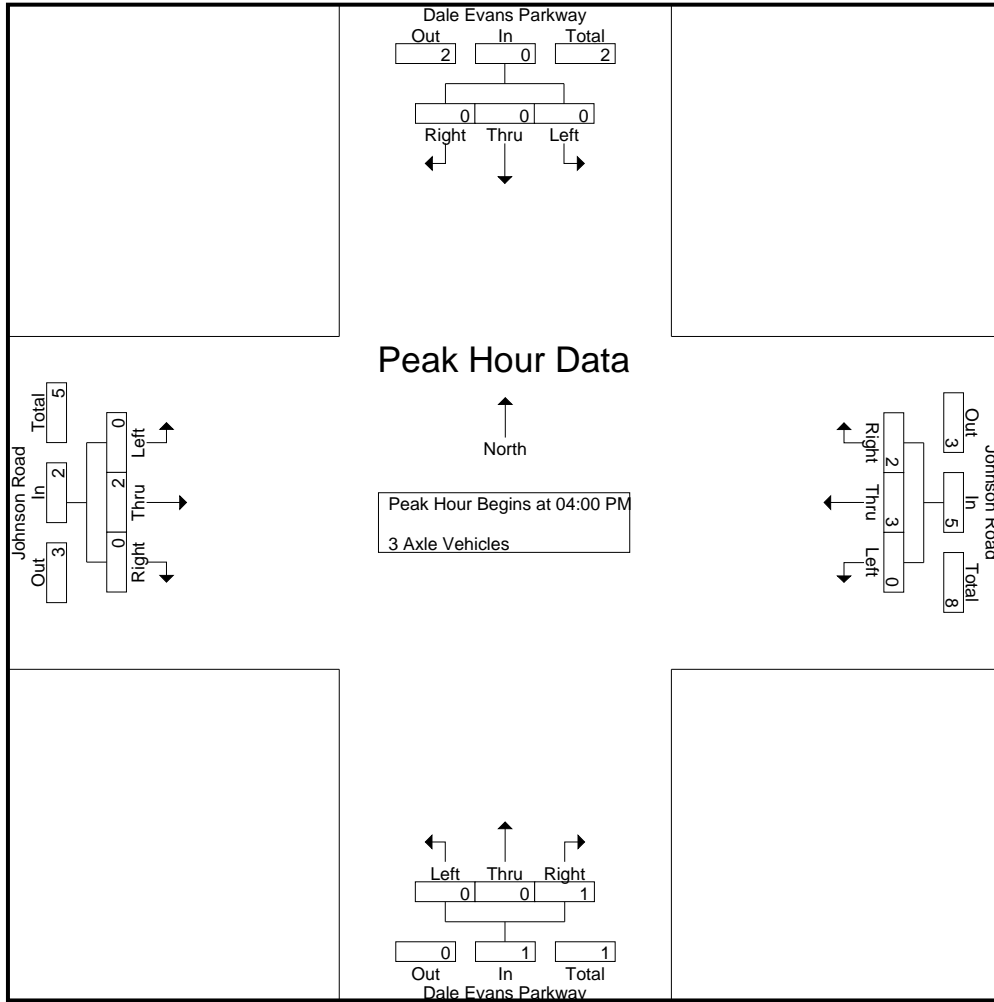 Dale Evans Parkway
Out In Total
2 0 2
0 0 0
Right Thru Left
Peak Hour Data
North
Peak Hour Begins at 04:00 PM
3 Axle Vehicles
Johnson Road
Out In Total
3 2 5
Left Thru Right
0 2 0
Johnson Road
Out In Total
3 5 8
Right Thru Left
2 3 0
Left Thru Right
0 0 1
0 1 1
Out In Total
Dale Evans Parkway